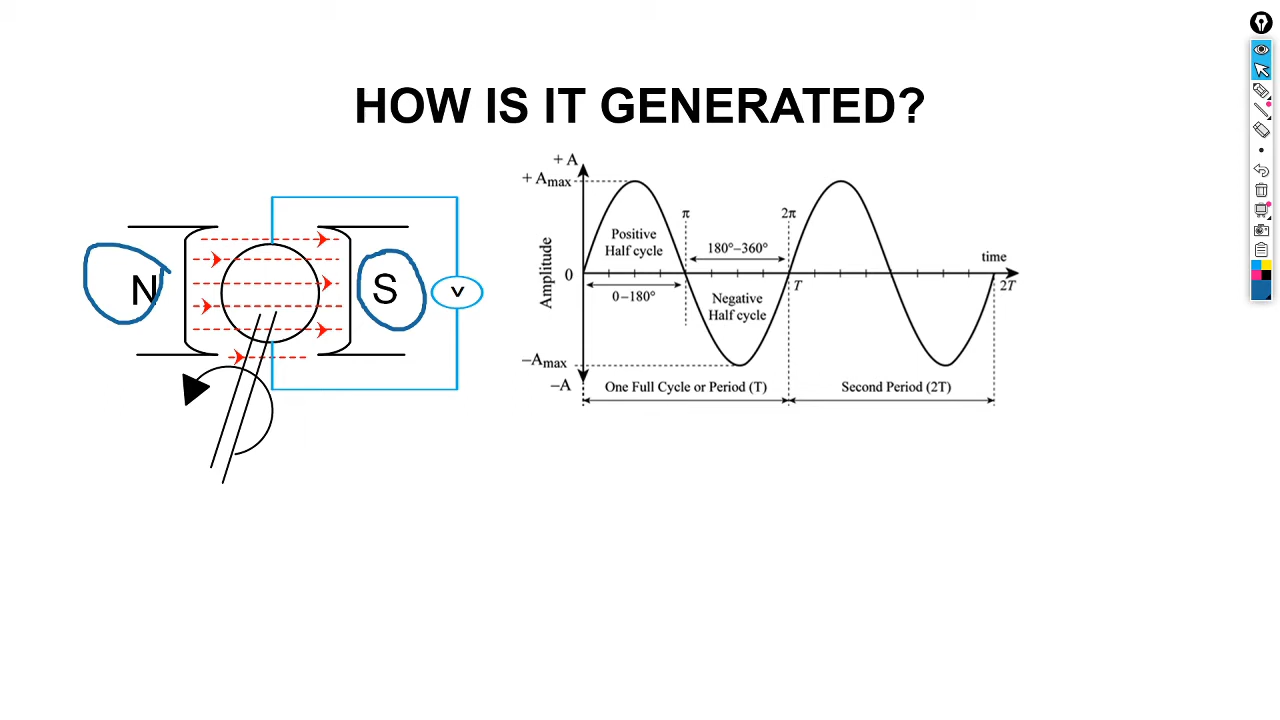 HOW IS IT GENERATED?
N
S
v
+ A
+ Amax
Amplitude
0
–Amax
–A
π
2π
Positive
Half cycle
180°–360°
0–180°
Negative
Half cycle
time
T
2T
One Full Cycle or Period (T)
Second Period (2T)